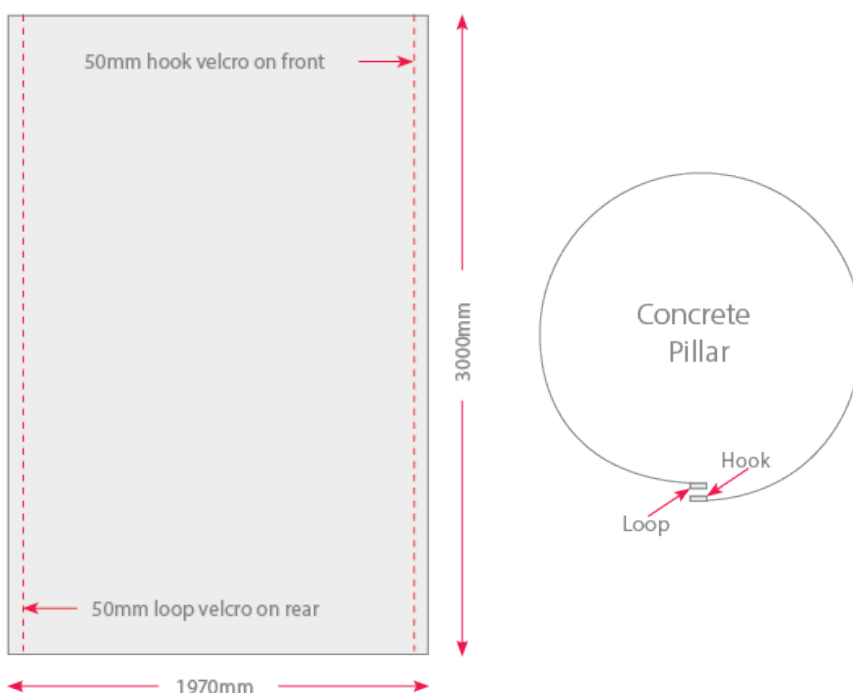 50mm hook velcro on front
3000mm
Concrete
Pillar
Hook
Loop
50mm loop velcro on rear
1970mm